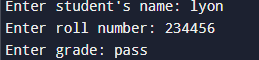 Enter student's name: lyon
Enter roll number: 234456
Enter grade: pass